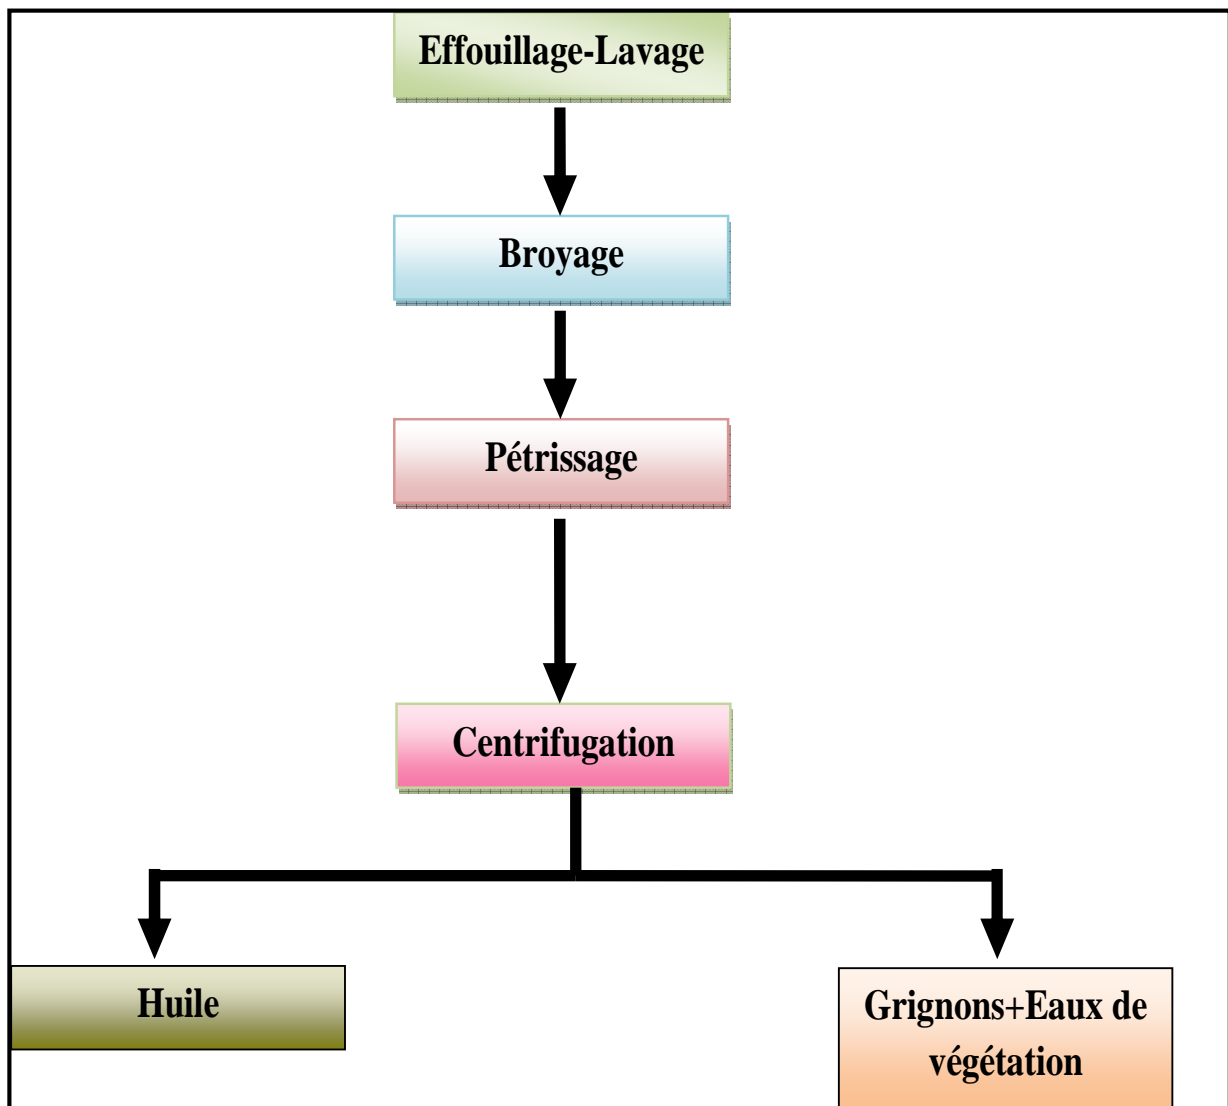 Effouillage-Lavage
Broyage
Pétrissage
Centrifugation
Huile
Grignons+Eaux de
végétation